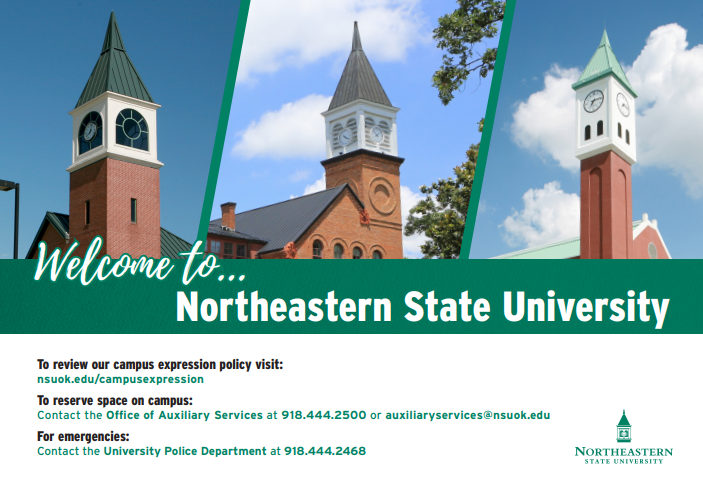 Welcome to...
Northeastern State University
To review our campus expression policy visit:
nsuok.edu/campusexpression
To reserve space on campus:
Contact the Office of Auxiliary Services at 918.444.2500 or auxiliaryservices@nsuok.edu
For emergencies:
Contact the University Police Department at 918.444.2468
NORTHEASTERN
STATE UNIVERSITY